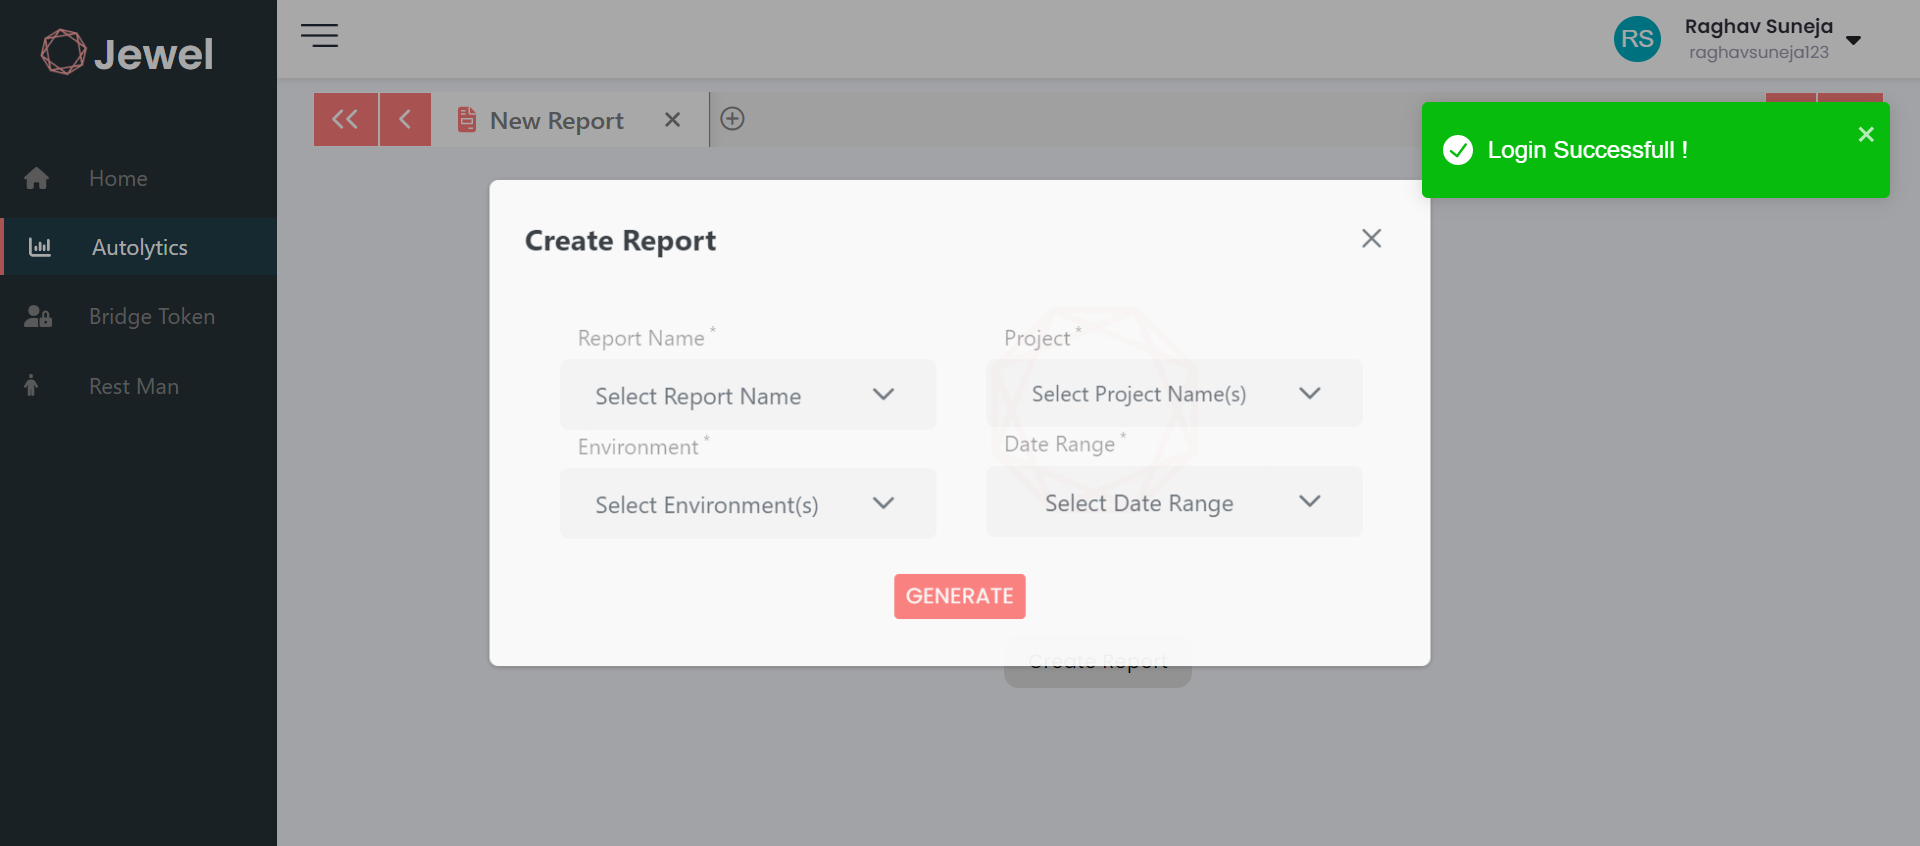 Jewel
Home
Autolytics
Bridge Token
Rest Man
RS
Raghav Suneja
raghavsuneja123
New Report
Login Successfull !
Create Report
Report Name *
Select Report Name
Project *
Select Project Name(s)
Environment *
Select Environment(s)
Date Range *
Select Date Range
GENERATE
Create Report